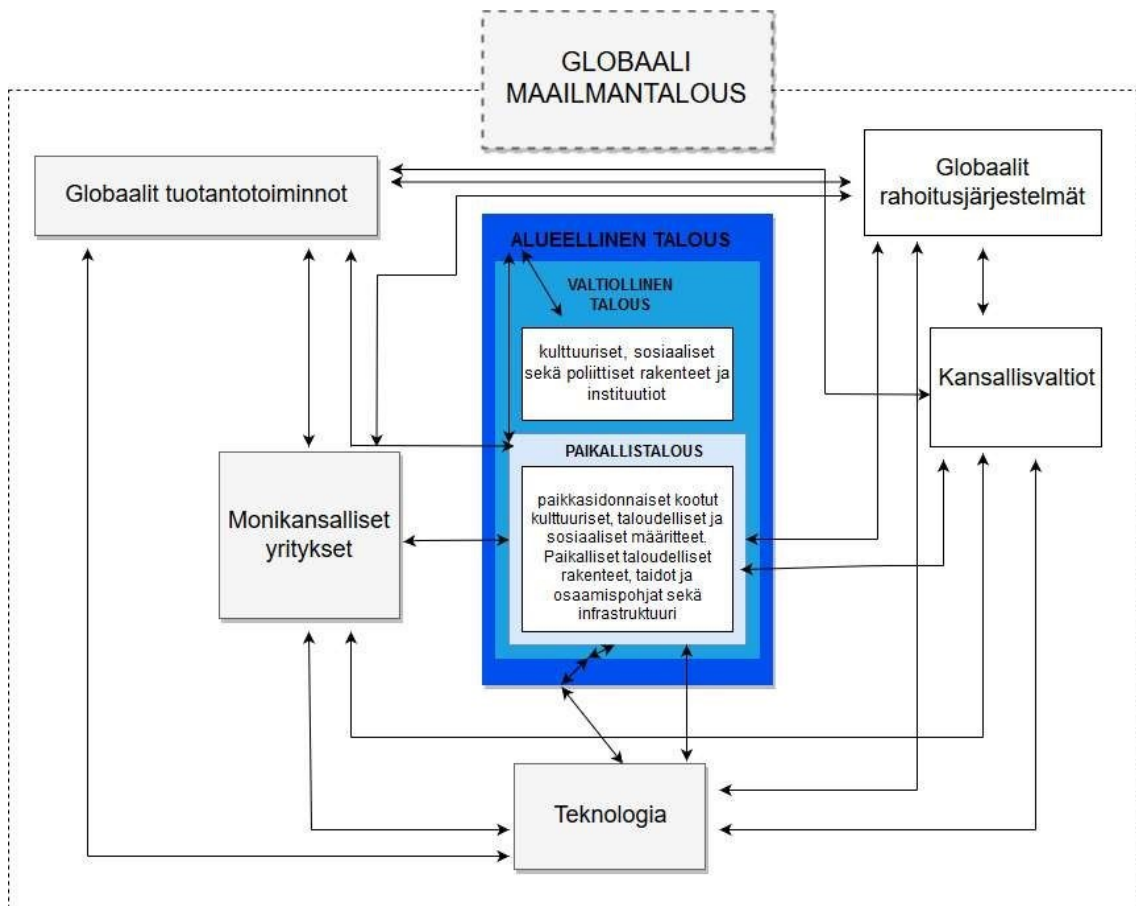 GLOBAALI
MAAILMANTALOUS
Globaalit tuotantotoiminnot
Globaalit
rahoitusjärjestelmät
ALUEELLINEN TALOUS
VALTIOLLINEN
TALOUS
kulttuuriset, sosiaaliset
sekä poliittiset rakenteet ja
instituutiot
Kansallisvaltiot
PAIKALLISTALOUS
paikkasidonnaiset kootut
kulttuuriset, taloudelliset ja
sosiaaliset määritteet.
Paikalliset taloudelliset
rakenteet, taidot ja
osaamispohjat sekä
infrastruktuuri
Monikansalliset
yritykset
Teknologia